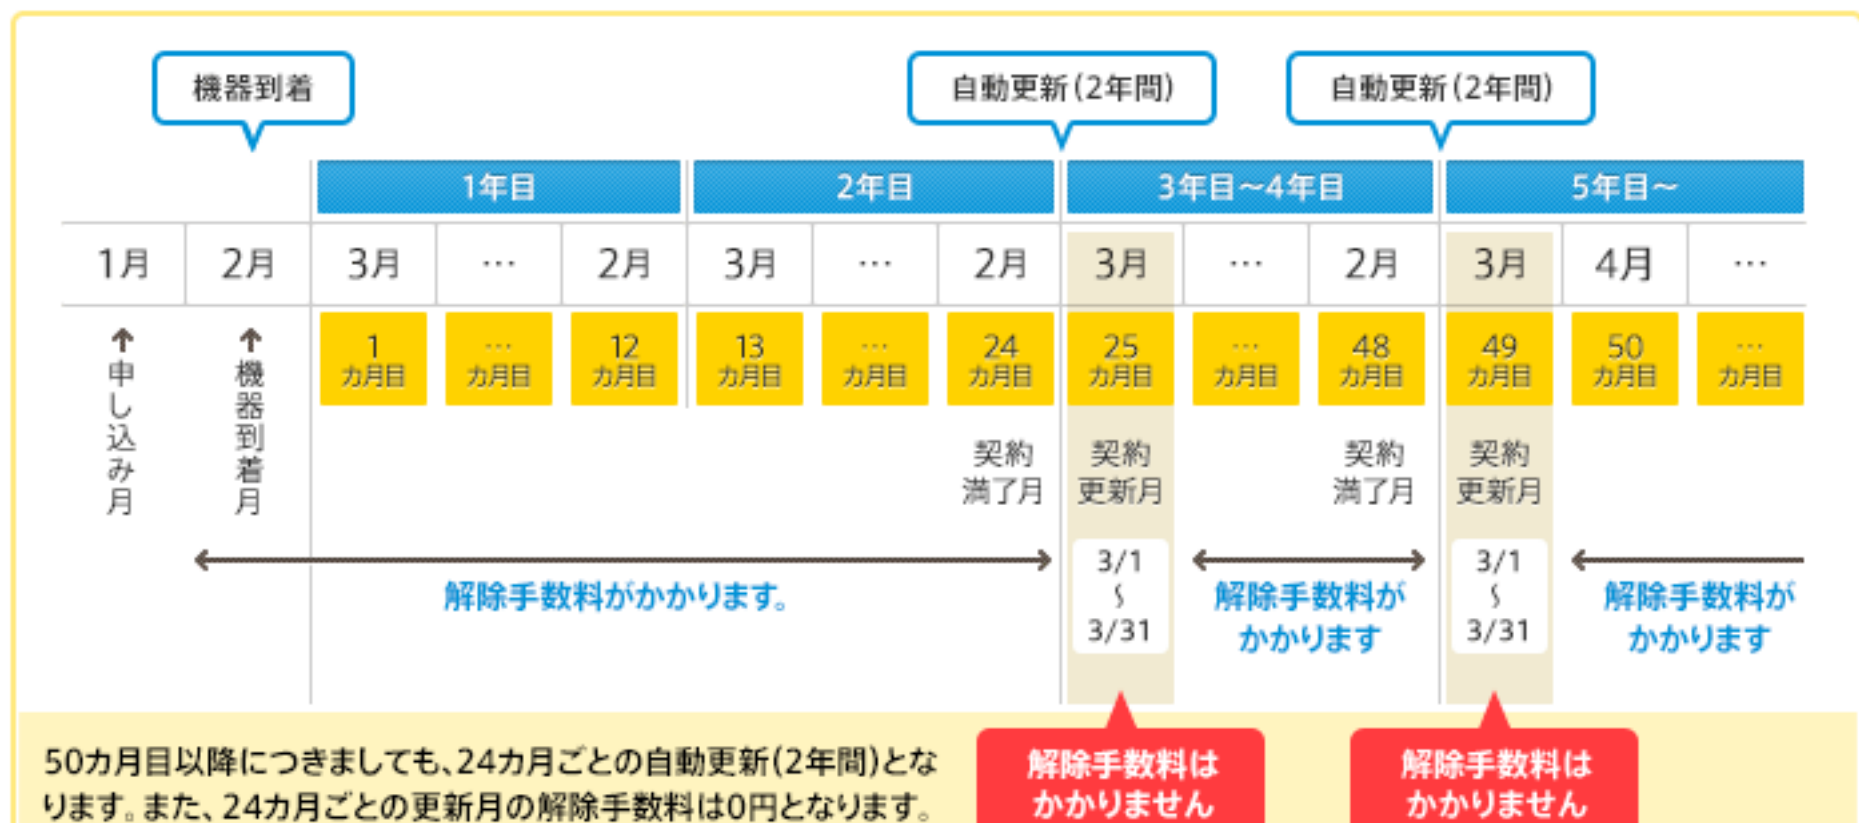 機器到着
自動更新(2年間)
自動更新(2年間)
1年目
2年目
3年目～4年目
5年目～
1月
2月
3月
…
2月
3月
…
2月
3月
…
2月
3月
4月
…
1
カ月目
…
カ月目
12
カ月目
13
カ月目
…
カ月目
24
カ月目
25
カ月目
…
カ月目
48
カ月目
49
カ月目
50
カ月目
…
カ月目
↑申し込み月
↑機器到着月
契約
満了月
契約
更新月
契約
満了月
契約
更新月
解除手数料がかかります。
3/1
〜
3/31
解除手数料が
かかります
3/1
〜
3/31
解除手数料が
かかります
50カ月目以降につきましても、24カ月ごとの自動更新(2年間)とな
ります。また、24カ月ごとの更新月の解除手数料は0円となります。
解除手数料は
かかりません
解除手数料は
かかりません